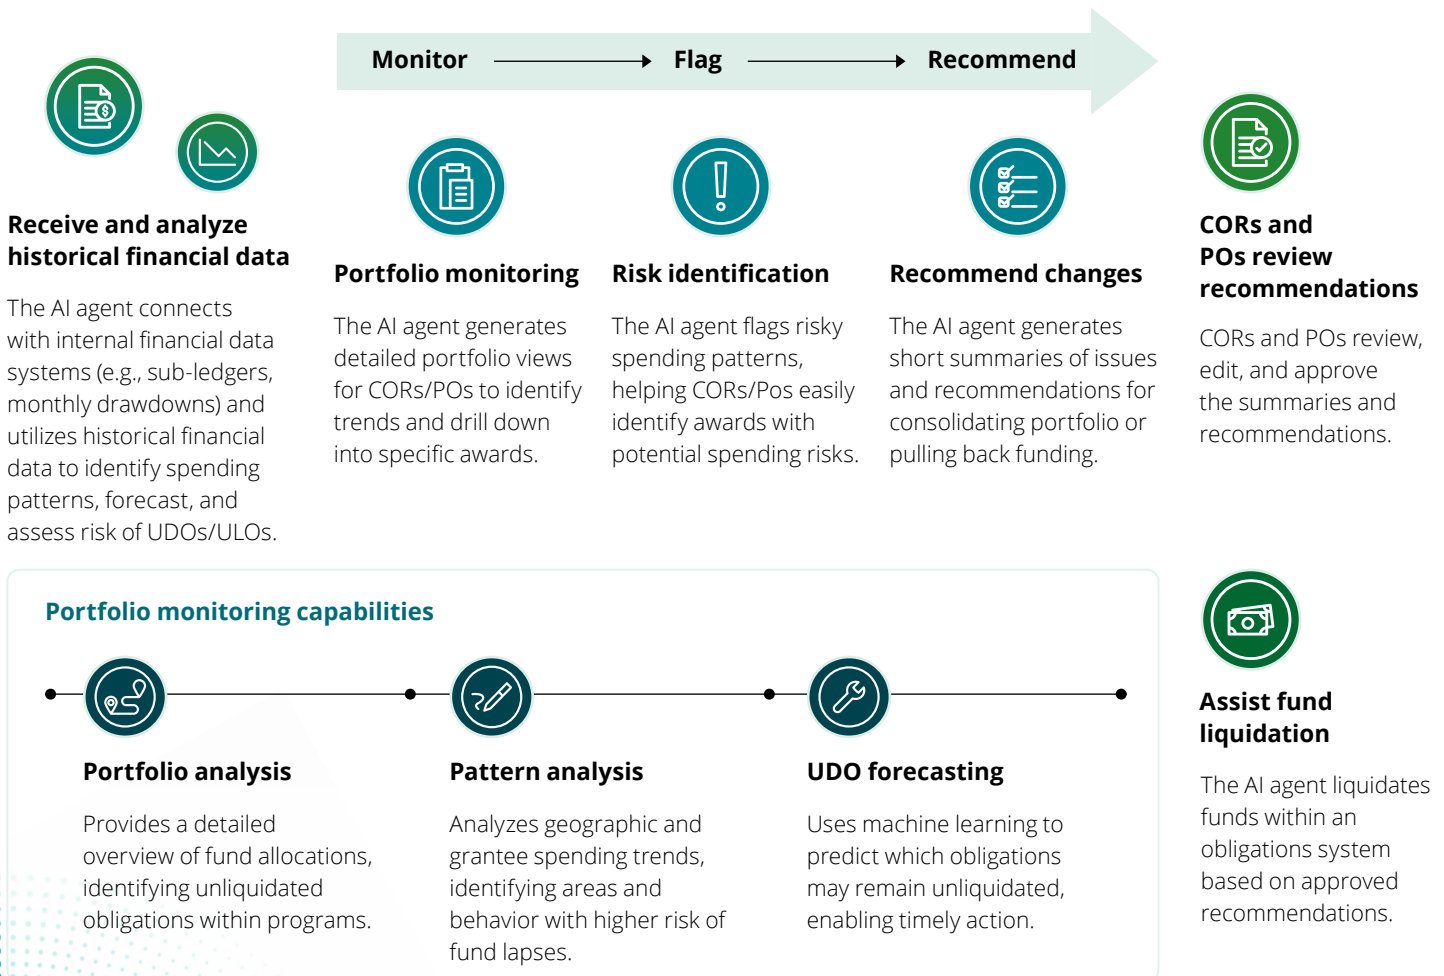 Monitor
Flag
Recommend
Receive and analyze
historical financial data
The AI agent connects
with internal financial data
systems (e.g., sub-ledgers,
monthly drawdowns) and
utilizes historical financial
data to identify spending
patterns, forecast, and
assess risk of UDOs/ULOs.
Portfolio monitoring
The AI agent generates
detailed portfolio views
for CORs/POs to identify
trends and drill down
into specific awards.
Risk identification
The AI agent flags risky
spending patterns,
helping CORs/Pos easily
identify awards with
potential spending risks.
Recommend changes
The AI agent generates
short summaries of issues
and recommendations for
consolidating portfolio or
pulling back funding.
CORs and
POs review
recommendations
CORs and POs review,
edit, and approve
the summaries and
recommendations.
Portfolio monitoring capabilities
Portfolio analysis
Provides a detailed
overview of fund allocations,
identifying unliquidated
obligations within programs.
Pattern analysis
Analyzes geographic and
grantee spending trends,
identifying areas and
behavior with higher risk of
fund lapses.
UDO forecasting
Uses machine learning to
predict which obligations
may remain unliquidated,
enabling timely action.
Assist fund
liquidation
The AI agent liquidates
funds within an
obligations system
based on approved
recommendations.